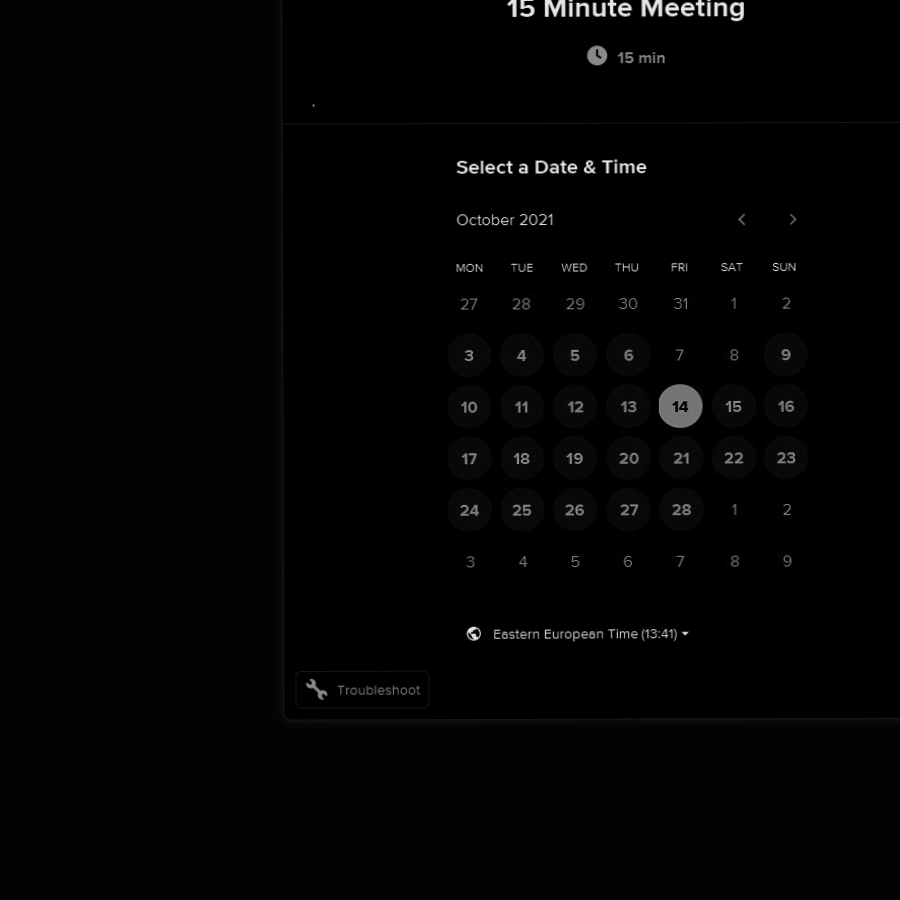 15 Minute Meeting
15 min
Select a Date & Time
October 2021
MON TUE WED THU FRI SAT SUN
27 28 29 30 31 1 2
3 4 5 6 7 8 9
10 11 12 13 14 15 16
17 18 19 20 21 22 23
24 25 26 27 28 1 2
3 4 5 6 7 8 9
Eastern European Time (13:41)
Troubleshoot